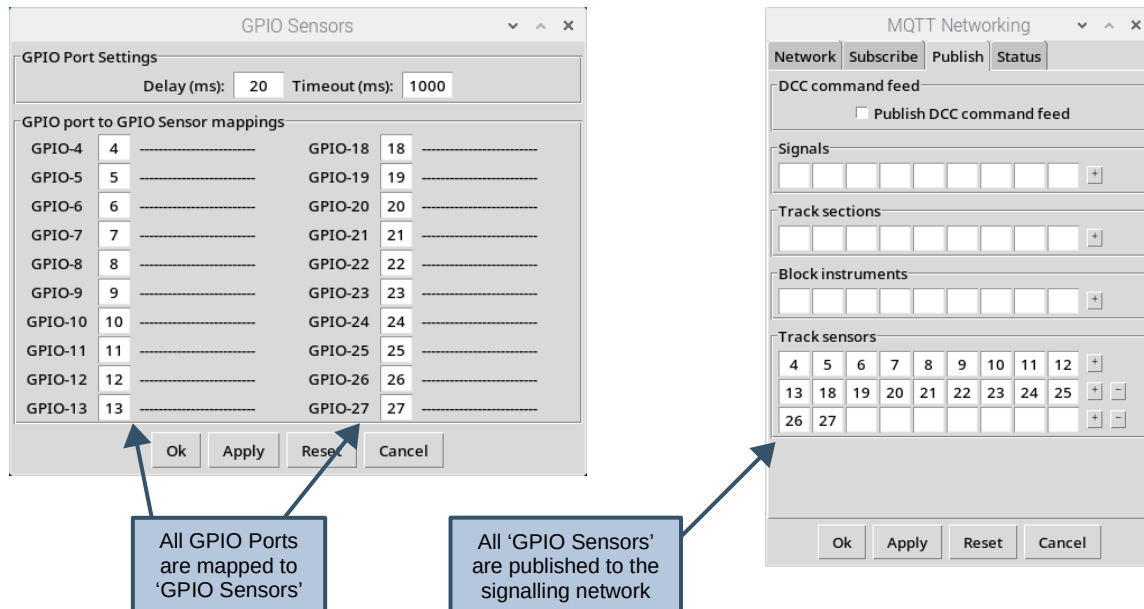 GPIO Sensors
GPIO Port Settings
Delay (ms): 20 Timeout (ms): 1000
GPIO port to GPIO Sensor mappings
GPIO-4 4 ------------------------- GPIO-18 18 -------------------------
GPIO-5 5 ------------------------- GPIO-19 19 -------------------------
GPIO-6 6 ------------------------- GPIO-20 20 -------------------------
GPIO-7 7 ------------------------- GPIO-21 21 -------------------------
GPIO-8 8 ------------------------- GPIO-22 22 -------------------------
GPIO-9 9 ------------------------- GPIO-23 23 -------------------------
GPIO-10 10 ------------------------- GPIO-24 24 -------------------------
GPIO-11 11 ------------------------- GPIO-25 25 -------------------------
GPIO-12 12 ------------------------- GPIO-26 26 -------------------------
GPIO-13 13 ------------------------- GPIO-27 27 -------------------------
Ok Apply Reset Cancel
All GPIO Ports
are mapped to
‘GPIO Sensors’
MQTT Networking
Network Subscribe Publish Status
DCC command feed
Publish DCC command feed
Signals
+
Track sections
+
Block instruments
+
Track sensors
4 5 6 7 8 9 10 11 12 +
13 18 19 20 21 22 23 24 25 + -
26 27 + -
Ok Apply Reset Cancel
All ‘GPIO Sensors’
are published to the
signalling network